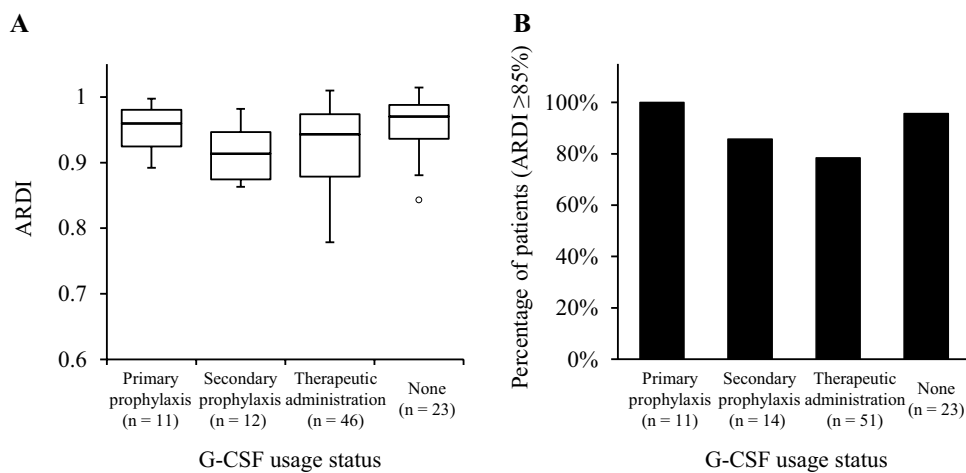 A
ARDI
1
0.9
0.8
0.7
0.6
Primary prophylaxis (n = 11)
Secondary prophylaxis (n = 12)
Therapeutic administration (n = 46)
None (n = 23)
G-CSF usage status
B
Percentage of patients (ARDI ≥85%)
100%
80%
60%
40%
20%
0%
Primary prophylaxis (n = 11)
Secondary prophylaxis (n = 14)
Therapeutic administration (n = 51)
None (n = 23)
G-CSF usage status